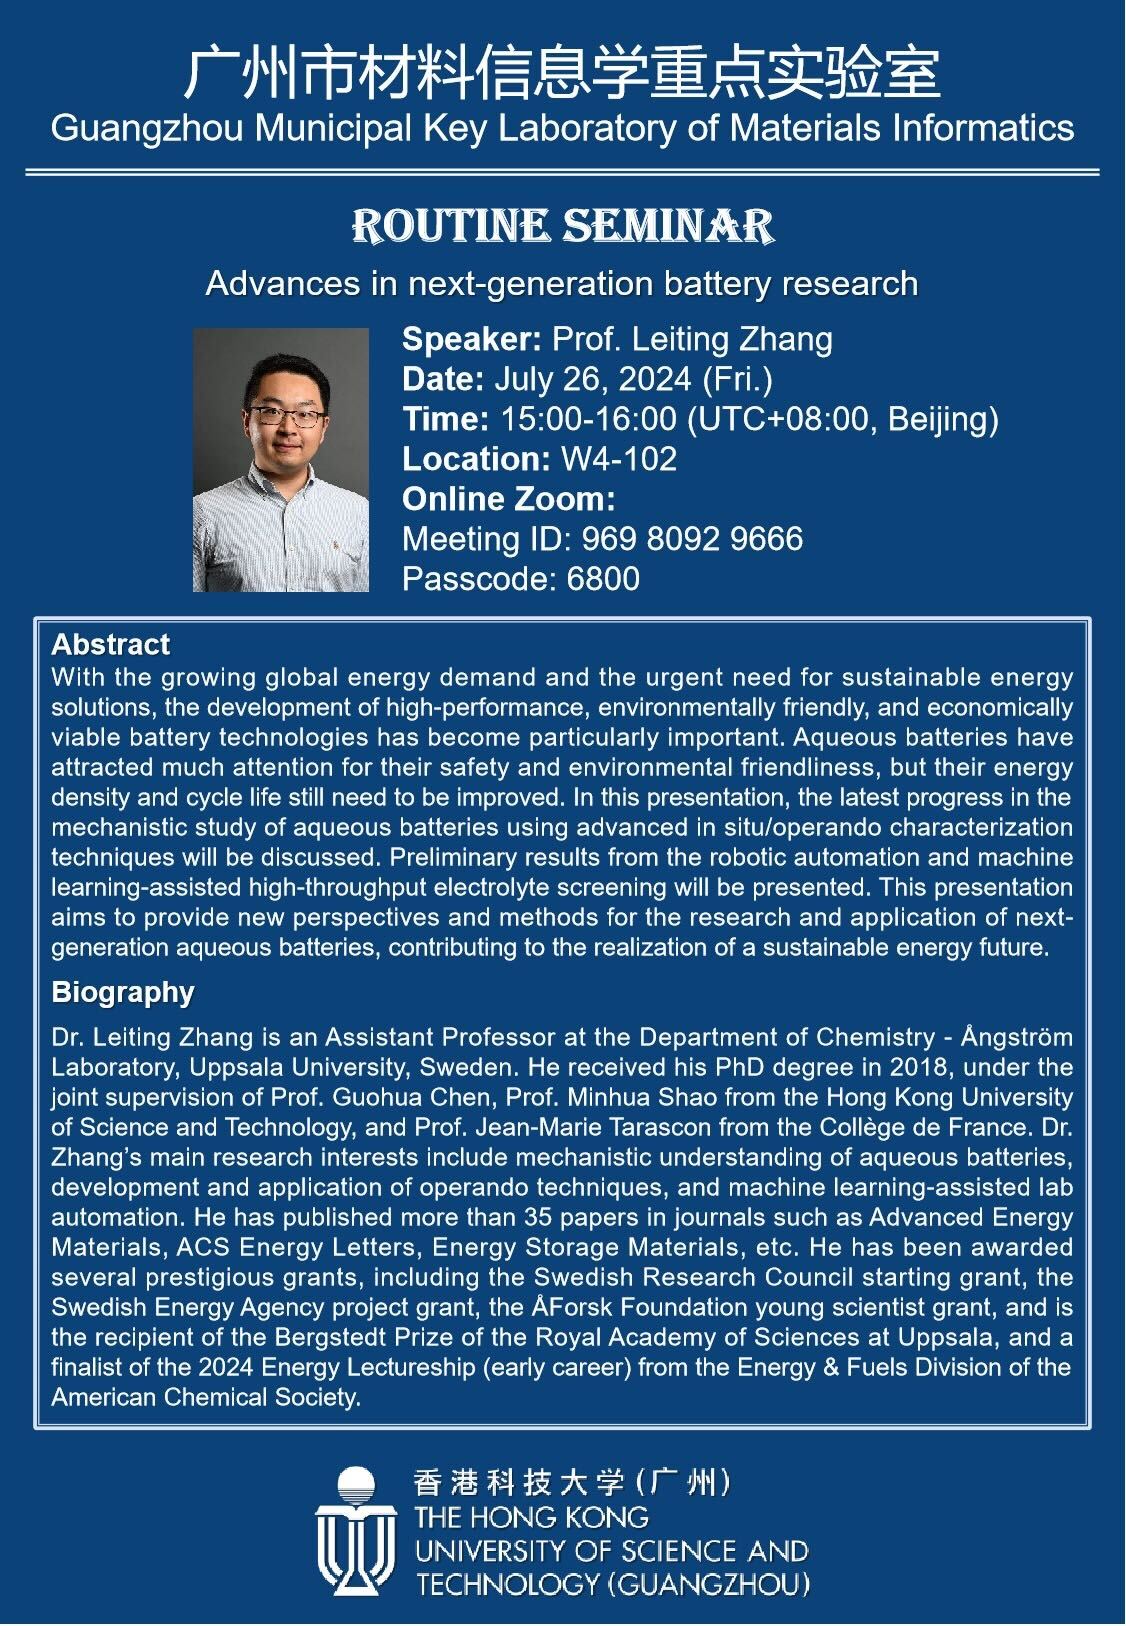 广州市材料信息学重点实验室
Guangzhou Municipal Key Laboratory of Materials Informatics
ROUTINE SEMINAR
Advances in next-generation battery research
Speaker: Prof. Leiting Zhang
Date: July 26, 2024 (Fri.)
Time: 15:00-16:00 (UTC+08:00, Beijing)
Location: W4-102
Online Zoom:
Meeting ID: 969 8092 9666
Passcode: 6800
Abstract
With the growing global energy demand and the urgent need for sustainable energy
solutions, the development of high-performance, environmentally friendly, and economically
viable battery technologies has become particularly important. Aqueous batteries have
attracted much attention for their safety and environmental friendliness, but their energy
density and cycle life still need to be improved. In this presentation, the latest progress in the
mechanistic study of aqueous batteries using advanced in situ/operando characterization
techniques will be discussed. Preliminary results from the robotic automation and machine
learning-assisted high-throughput electrolyte screening will be presented. This presentation
aims to provide new perspectives and methods for the research and application of next-
generation aqueous batteries, contributing to the realization of a sustainable energy future.
Biography
Dr. Leiting Zhang is an Assistant Professor at the Department of Chemistry - Ångström
Laboratory, Uppsala University, Sweden. He received his PhD degree in 2018, under the
joint supervision of Prof. Guohua Chen, Prof. Minhua Shao from the Hong Kong University
of Science and Technology, and Prof. Jean-Marie Tarascon from the Collège de France. Dr.
Zhang’s main research interests include mechanistic understanding of aqueous batteries,
development and application of operando techniques, and machine learning-assisted lab
automation. He has published more than 35 papers in journals such as Advanced Energy
Materials, ACS Energy Letters, Energy Storage Materials, etc. He has been awarded
several prestigious grants, including the Swedish Research Council starting grant, the
Swedish Energy Agency project grant, the ÅForsk Foundation young scientist grant, and is
the recipient of the Bergstedt Prize of the Royal Academy of Sciences at Uppsala, and a
finalist of the 2024 Energy Lectureship (early career) from the Energy & Fuels Division of the
American Chemical Society.
香港科技大学(广州)
THE HONG KONG
UNIVERSITY OF SCIENCE AND
TECHNOLOGY (GUANGZHOU)